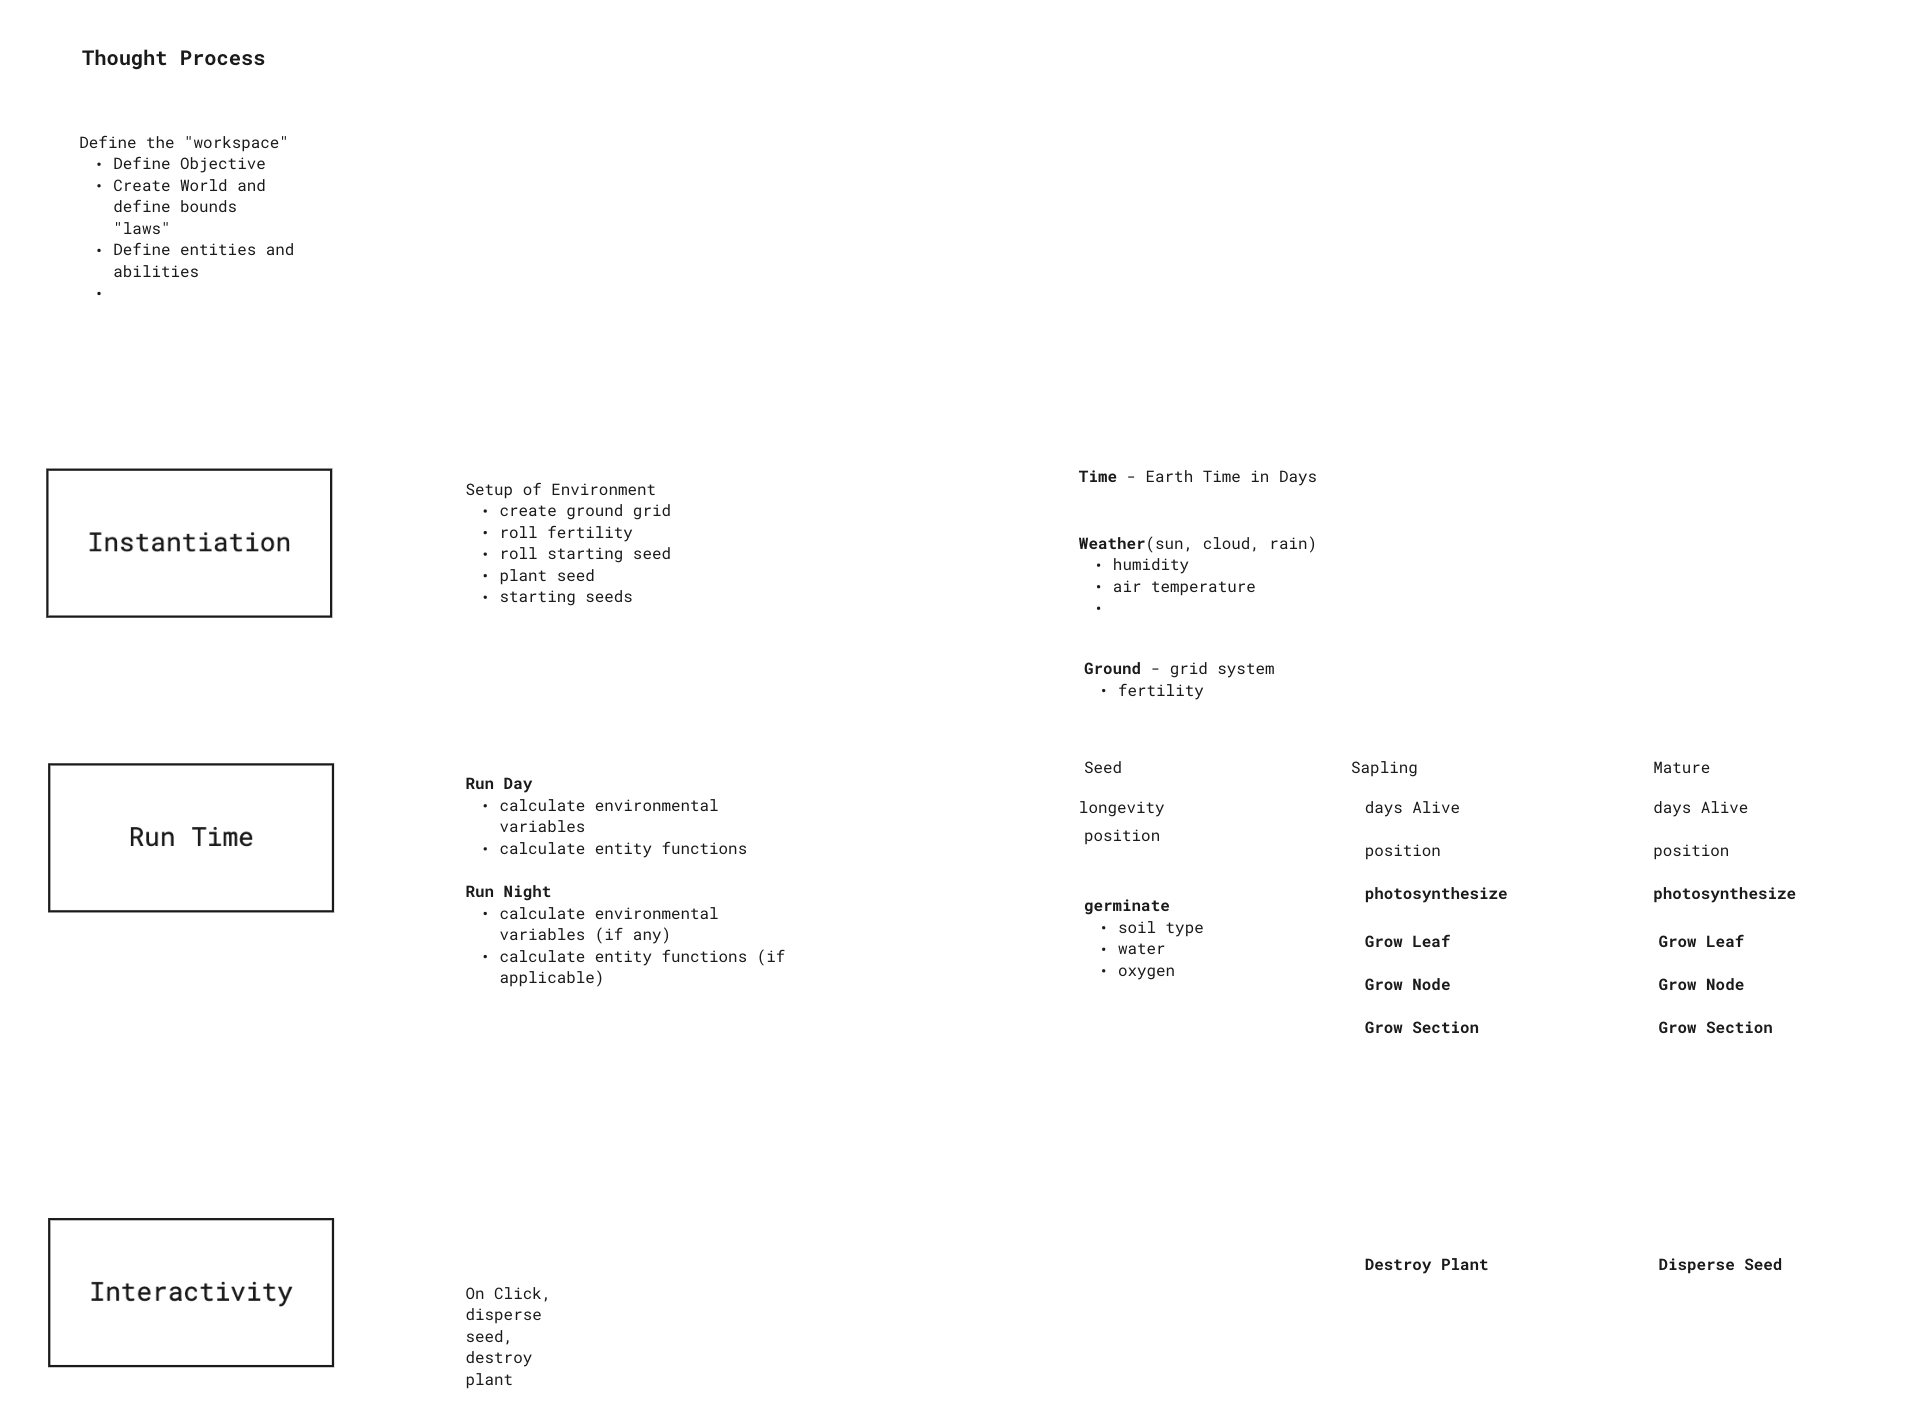 Thought Process
Define the "workspace"
• Define Objective
• Create World and
define bounds
"laws"
• Define entities and
abilities
•
Instantiation
Setup of Environment
• create ground grid
• roll fertility
• roll starting seed
• plant seed
• starting seeds
Time - Earth Time in Days
Weather(sun, cloud, rain)
• humidity
• air temperature
•
Ground - grid system
• fertility
Run Time
Run Day
• calculate environmental
variables
• calculate entity functions
Run Night
• calculate environmental
variables (if any)
• calculate entity functions (if
applicable)
Seed
longevity
position
germinate
• soil type
• water
• oxygen
Sapling
days Alive
position
photosynthesize
Grow Leaf
Grow Node
Grow Section
Mature
days Alive
position
photosynthesize
Grow Leaf
Grow Node
Grow Section
Interactivity
On Click,
disperse
seed,
destroy
plant
Destroy Plant
Disperse Seed